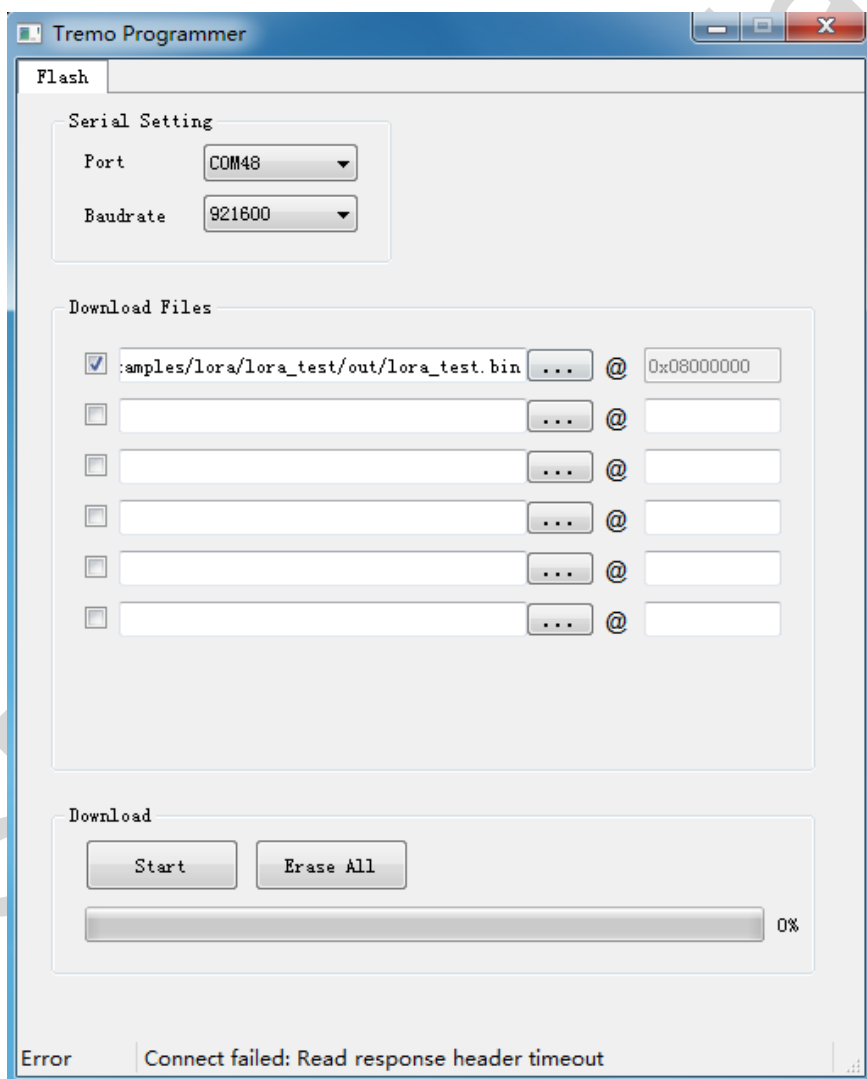 Tremo Programmer
Flash
Serial Setting
Port COM48
Baudrate 921600
Download Files
:amples/lora/lora_test/out/lora_test.bin ... @ 0x08000000
... @
... @
... @
... @
... @
Download
Start Erase All
0%
Error Connect failed: Read response header timeout